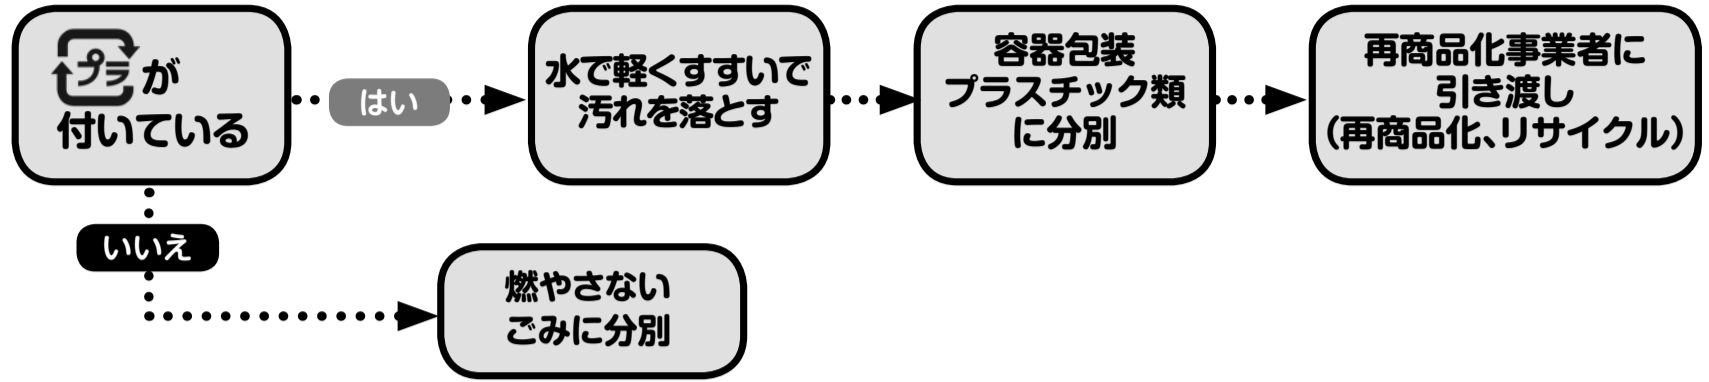 プラが
付いている
はい
水で軽くすすいで
汚れを落とす
容器包装
プラスチック類
に分別
再商品化事業者に
引き渡し
(再商品化、リサイクル)
いいえ
燃やさない
ごみに分別